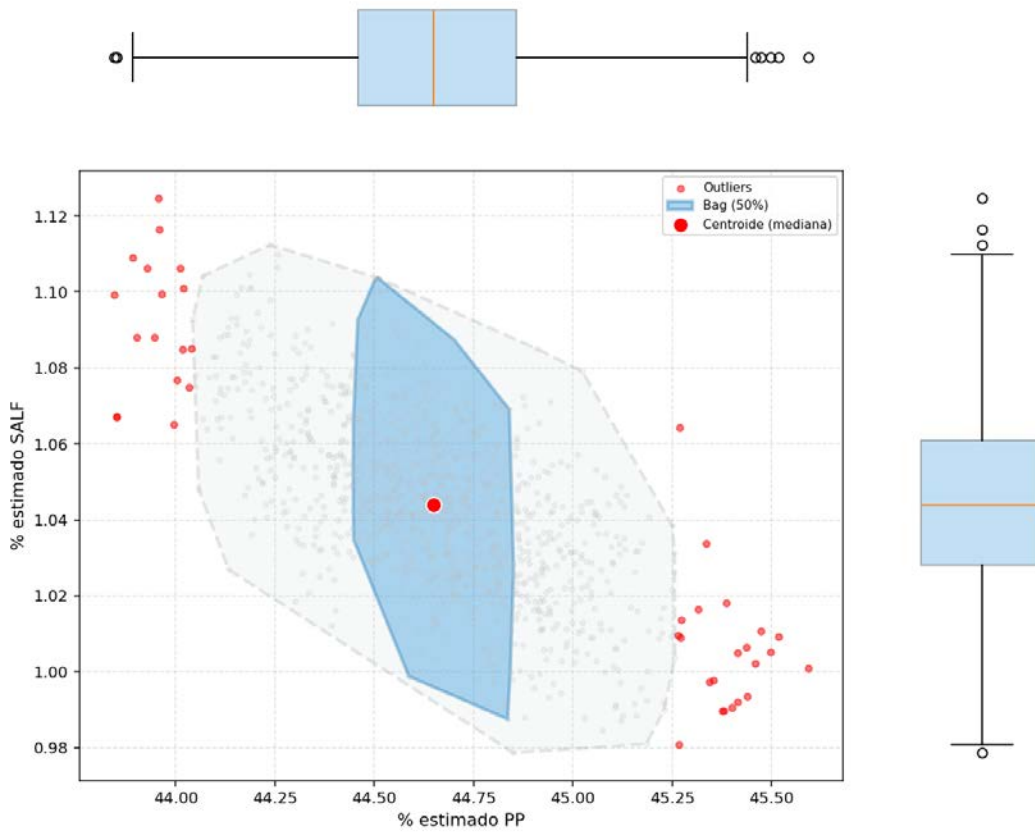 Outliers
Bag (50%)
Centroide (mediana)
1.12
1.10
1.08
1.06
1.04
1.02
1.00
0.98
% estimado SALF
44.00 44.25 44.50 44.75 45.00 45.25 45.50
% estimado PP